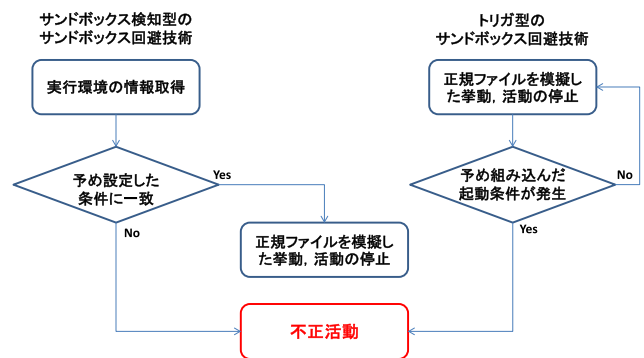 サンドボックス検知型の
サンドボックス回避技術
実行環境の情報取得
予め設定した
条件に一致
Yes
No
正規ファイルを模擬し
た挙動, 活動の停止
トリガ型の
サンドボックス回避技術
正規ファイルを模擬し
た挙動, 活動の停止
予め組み込んだ
起動条件が発生
No
Yes
不正活動